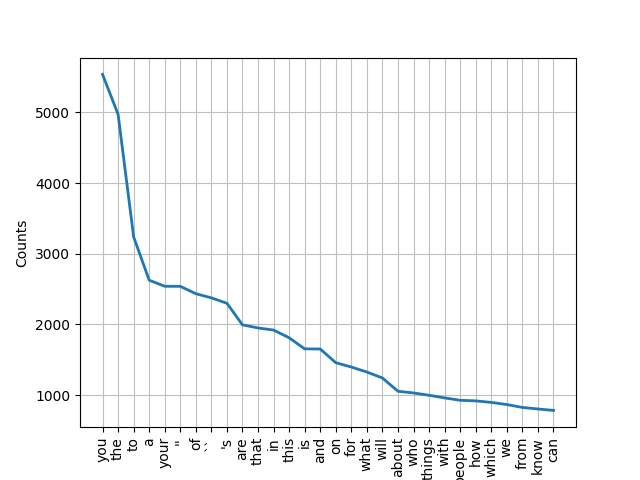 5000
4000
3000
2000
1000
Counts
you
the
to
a
your
''
of
``
's
are
that
in
this
is
and
on
for
what
will
about
who
things
with
people
how
which
we
from
know
can